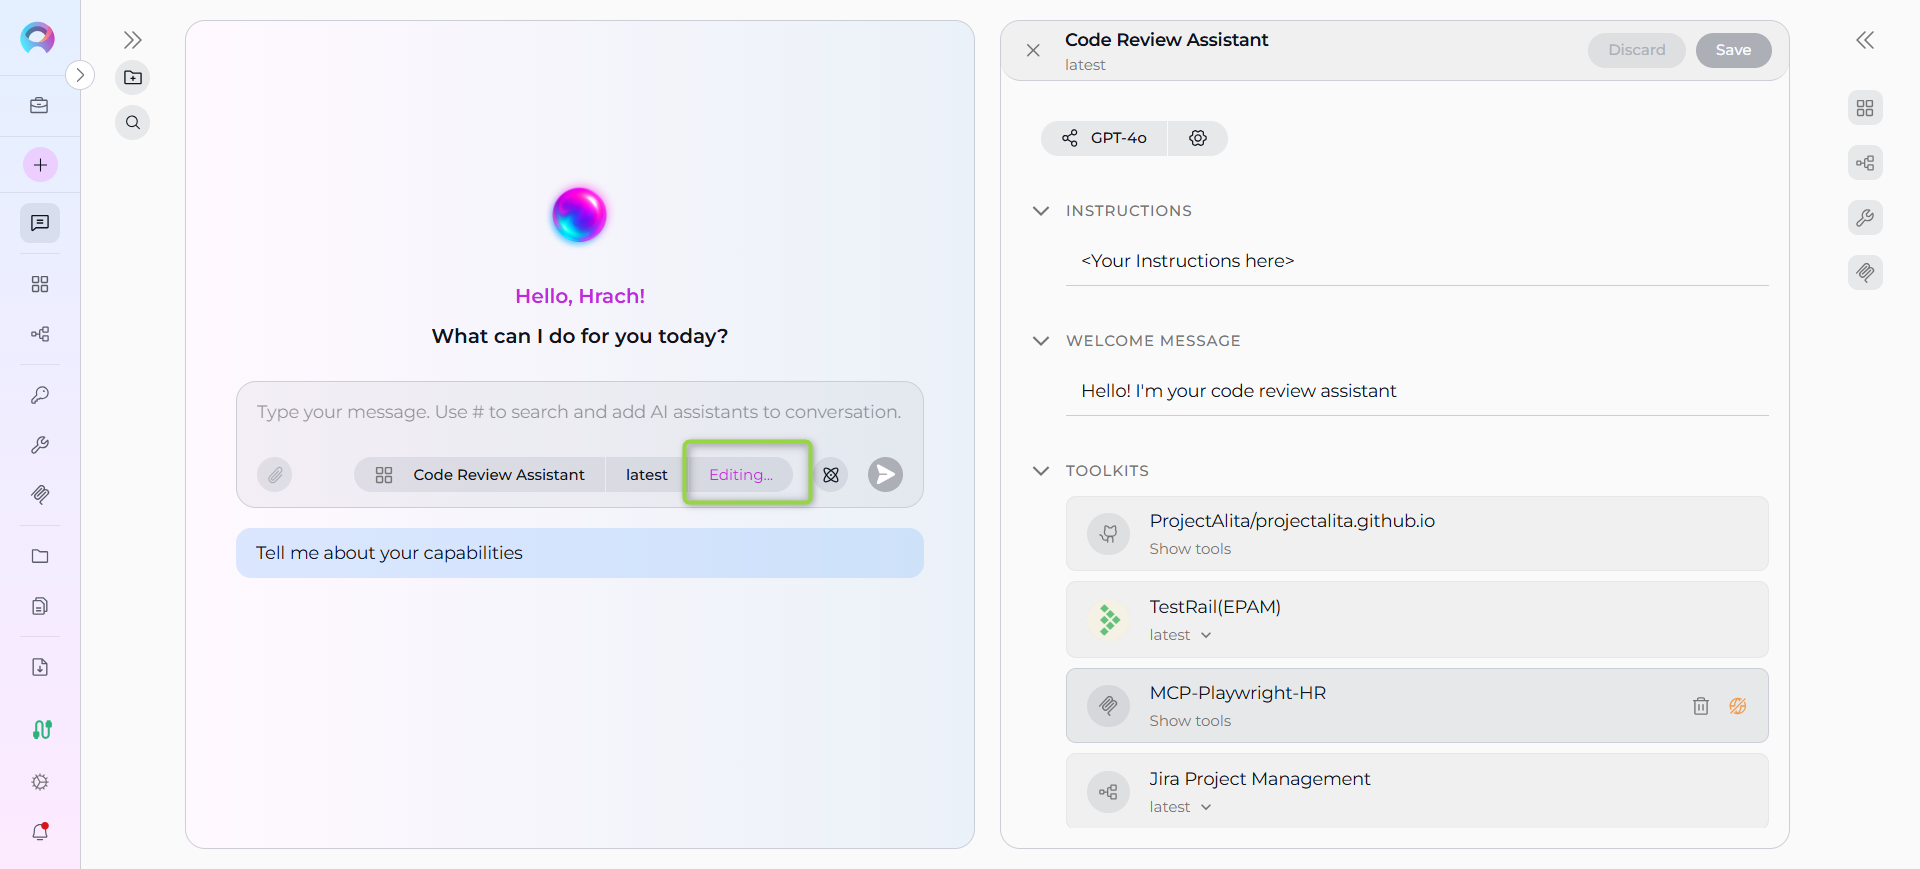 Hello, Hrach!
What can I do for you today?
Type your message. Use # to search and add AI assistants to conversation.
Code Review Assistant
latest
Editing...
Tell me about your capabilities
Code Review Assistant
latest
Discard
Save
GPT-4o
INSTRUCTIONS
<Your Instructions here>
WELCOME MESSAGE
Hello! I'm your code review assistant
TOOLKITS
ProjectAlita/projectalita.github.io
Show tools
TestRail(EPAM)
latest
MCP-Playwright-HR
Show tools
Jira Project Management
latest